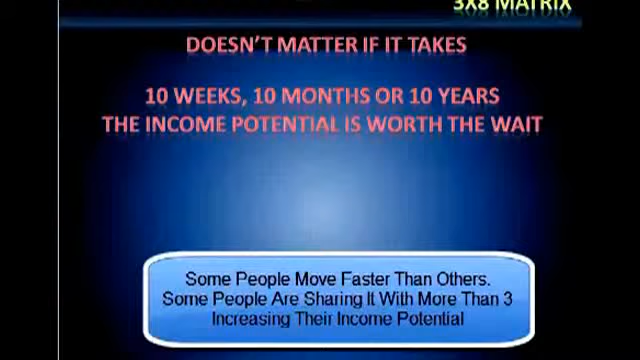 3X8 MATRIX
DOESN'T MATTER IF IT TAKES
10 WEEKS, 10 MONTHS OR 10 YEARS
THE INCOME POTENTIAL IS WORTH THE WAIT
Some People Move Faster Than Others.
Some People Are Sharing It With More Than 3
Increasing Their Income Potential